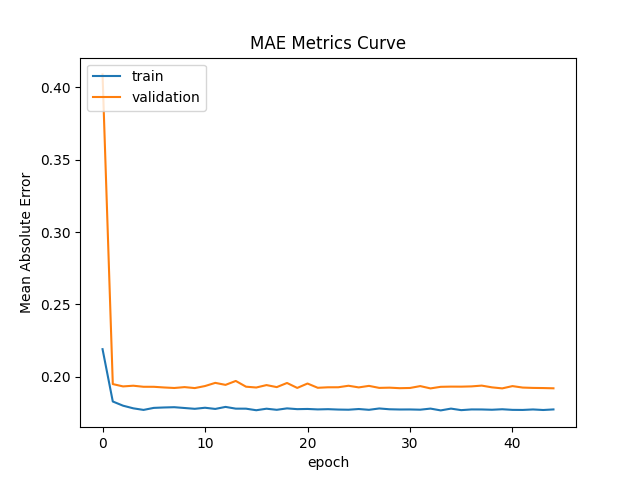 MAE Metrics Curve
train
validation
0.40
0.35
0.30
0.25
0.20
Mean Absolute Error
0 10 20 30 40
epoch